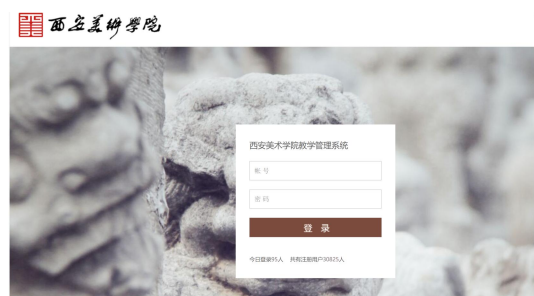 西安美术學院
西安美术学院教学管理系统
帐 号
密 码
登 录
今日登录95人 共有注册用户30825人